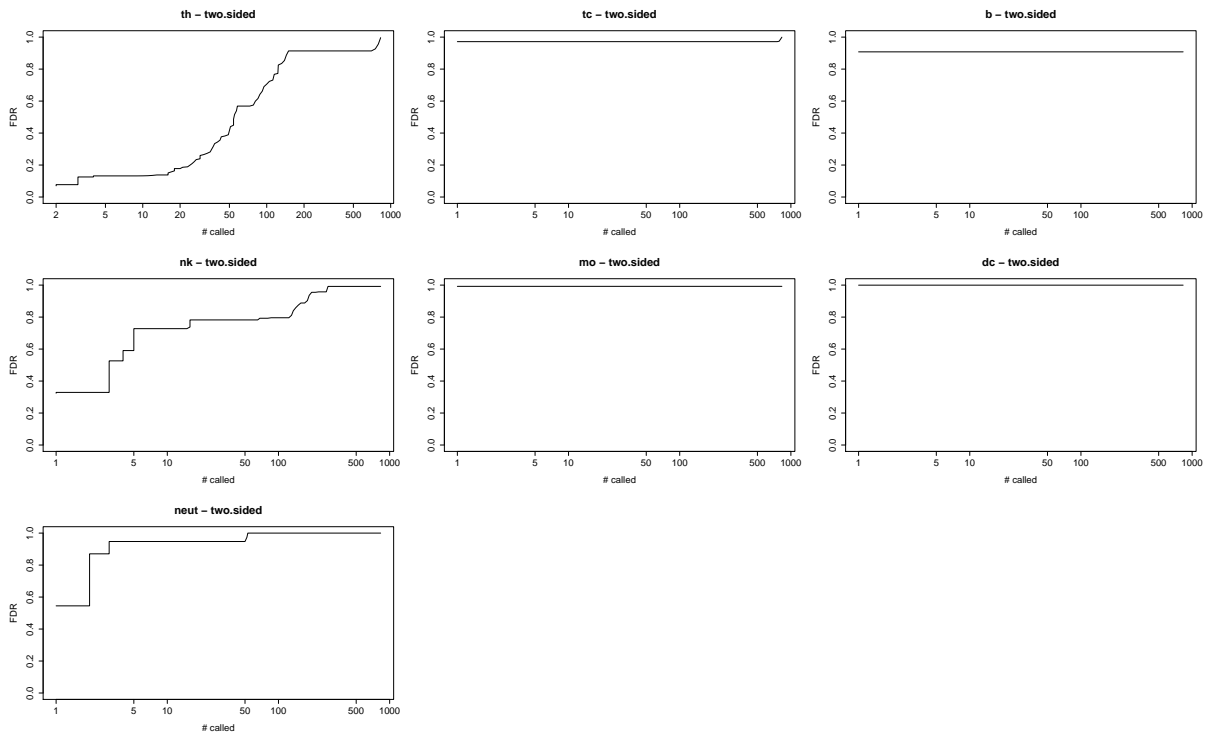 th – two.sided
FDR
0.0 0.2 0.4 0.6 0.8 1.0
2 5 10 20 50 100 200 500 1000
# called
tc – two.sided
FDR
0.0 0.2 0.4 0.6 0.8 1.0
1 5 10 50 100 500 1000
# called
b – two.sided
FDR
0.0 0.2 0.4 0.6 0.8 1.0
1 5 10 50 100 500 1000
# called
nk – two.sided
FDR
0.0 0.2 0.4 0.6 0.8 1.0
1 5 10 50 100 500 1000
# called
mo – two.sided
FDR
0.0 0.2 0.4 0.6 0.8 1.0
1 5 10 50 100 500 1000
# called
dc – two.sided
FDR
0.0 0.2 0.4 0.6 0.8 1.0
1 5 10 50 100 500 1000
# called
neut – two.sided
FDR
0.0 0.2 0.4 0.6 0.8 1.0
1 5 10 50 100 500 1000
# called